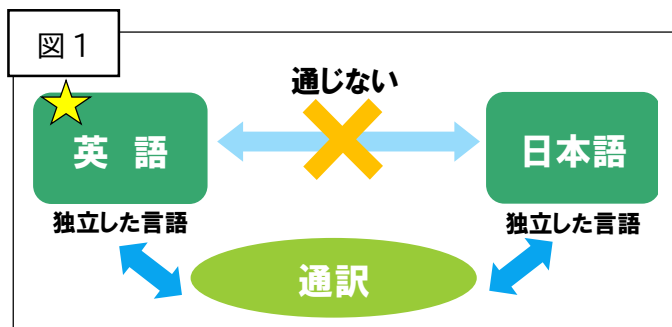 図１
通じない
英 語
日本語
独立した言語
独立した言語
通訳